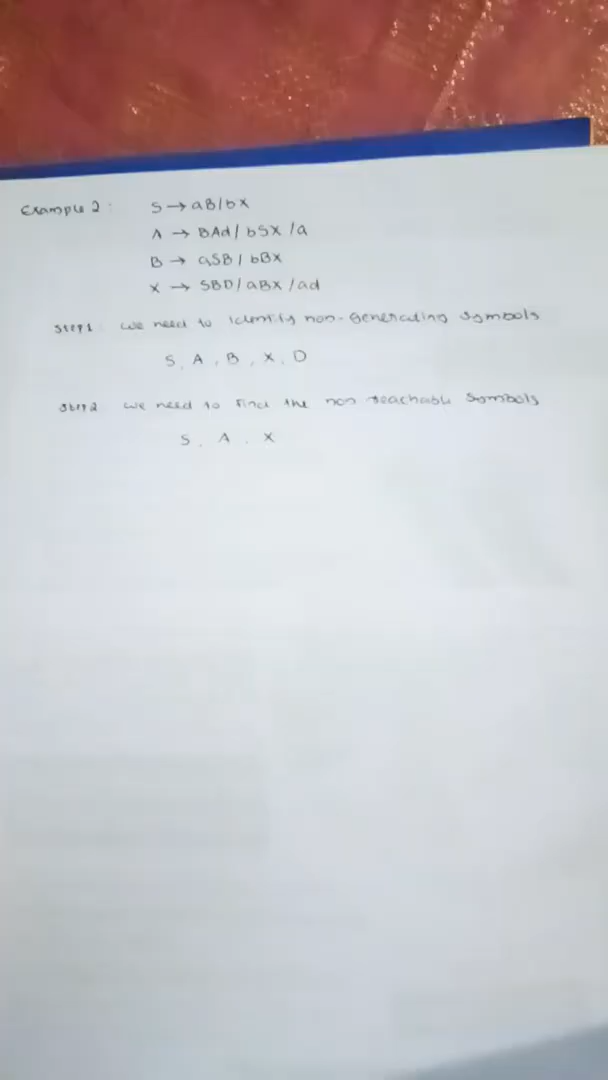 Example 2: S → aB/bX
A → BAd/bSX/a
B → aSB/bBX
X → SBD/aBX/ad
Step1: we need to identify non-generating symbols
S, A, B, X, D
Step2 we need to find the non reachable symbols
S, A, X